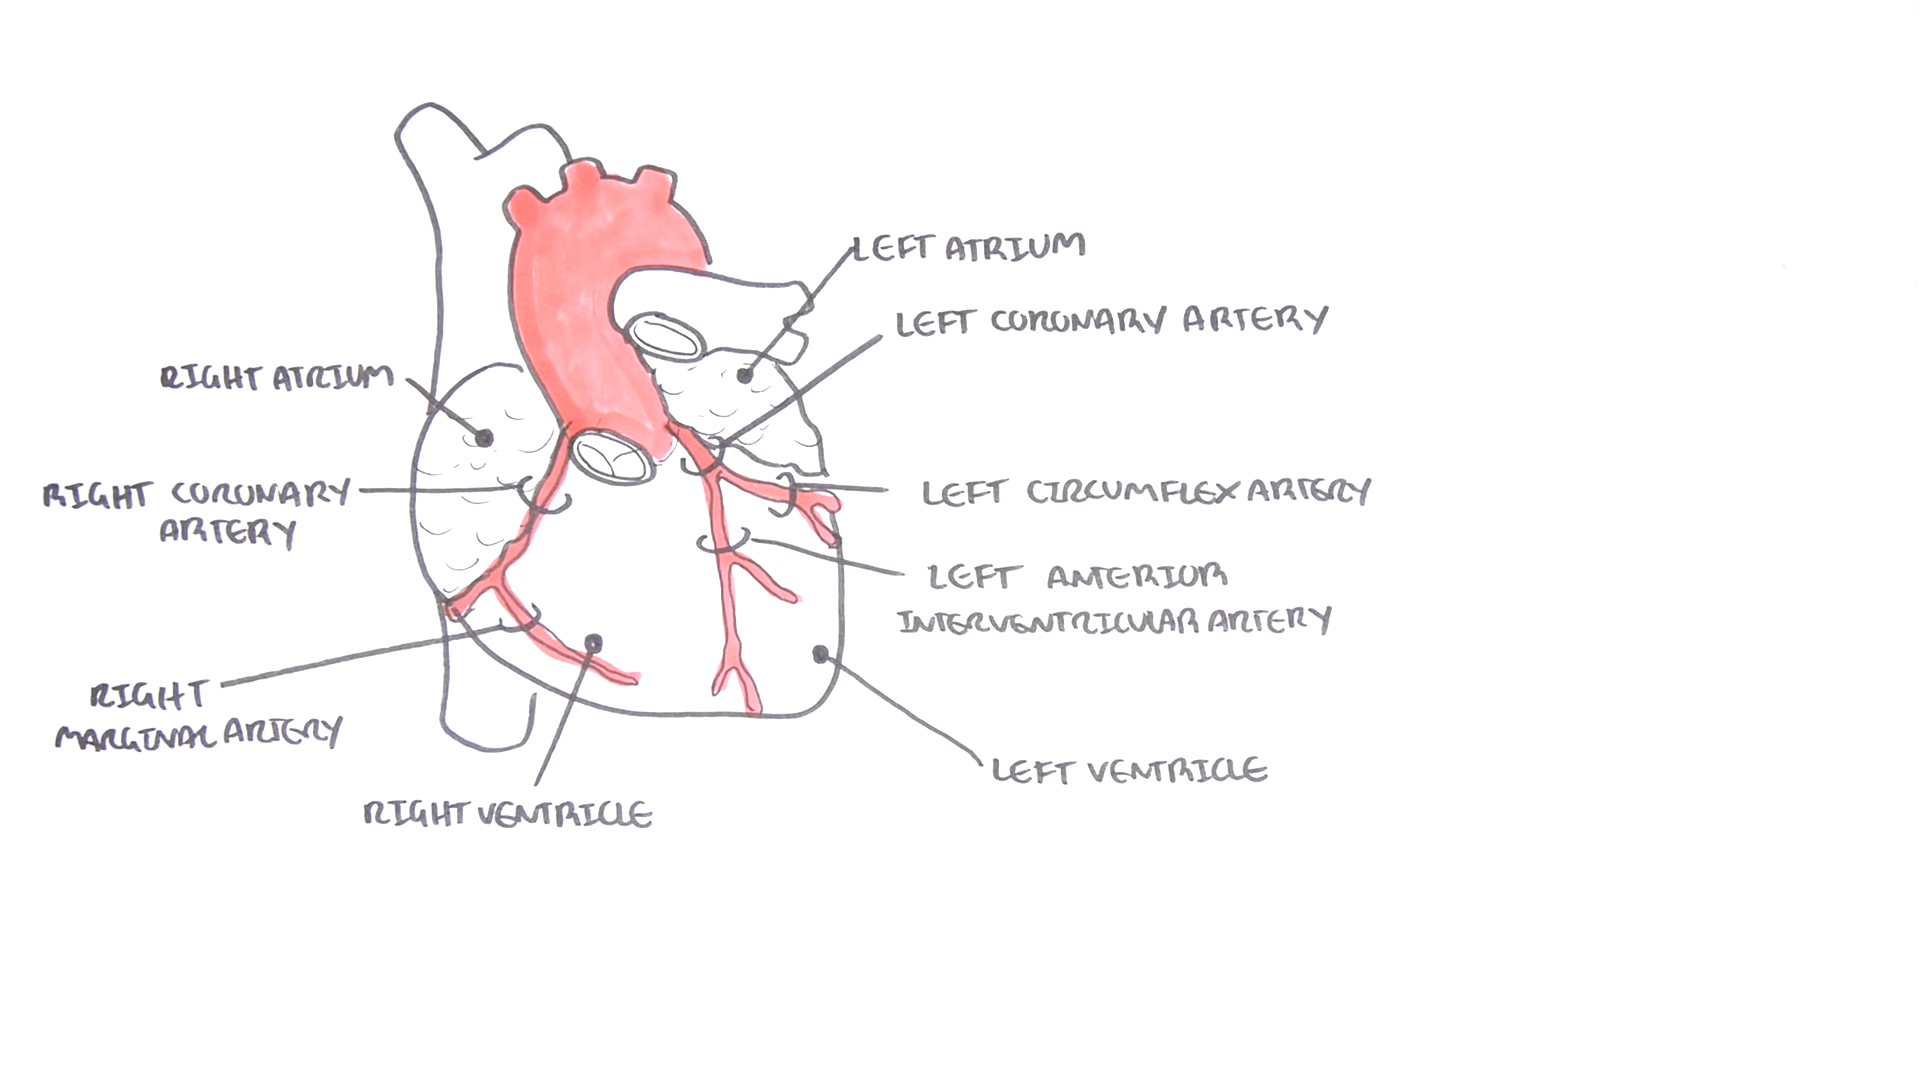 LEFT ATRIUM
LEFT CORONARY ARTERY
RIGHT ATRIUM
RIGHT CORONARY
ARTERY
LEFT CIRCUMFLEX ARTERY
LEFT ANTERIOR
INTERVENTRICULAR ARTERY
RIGHT
MARGINAL ARTERY
LEFT VENTRICLE
RIGHT VENTRICLE